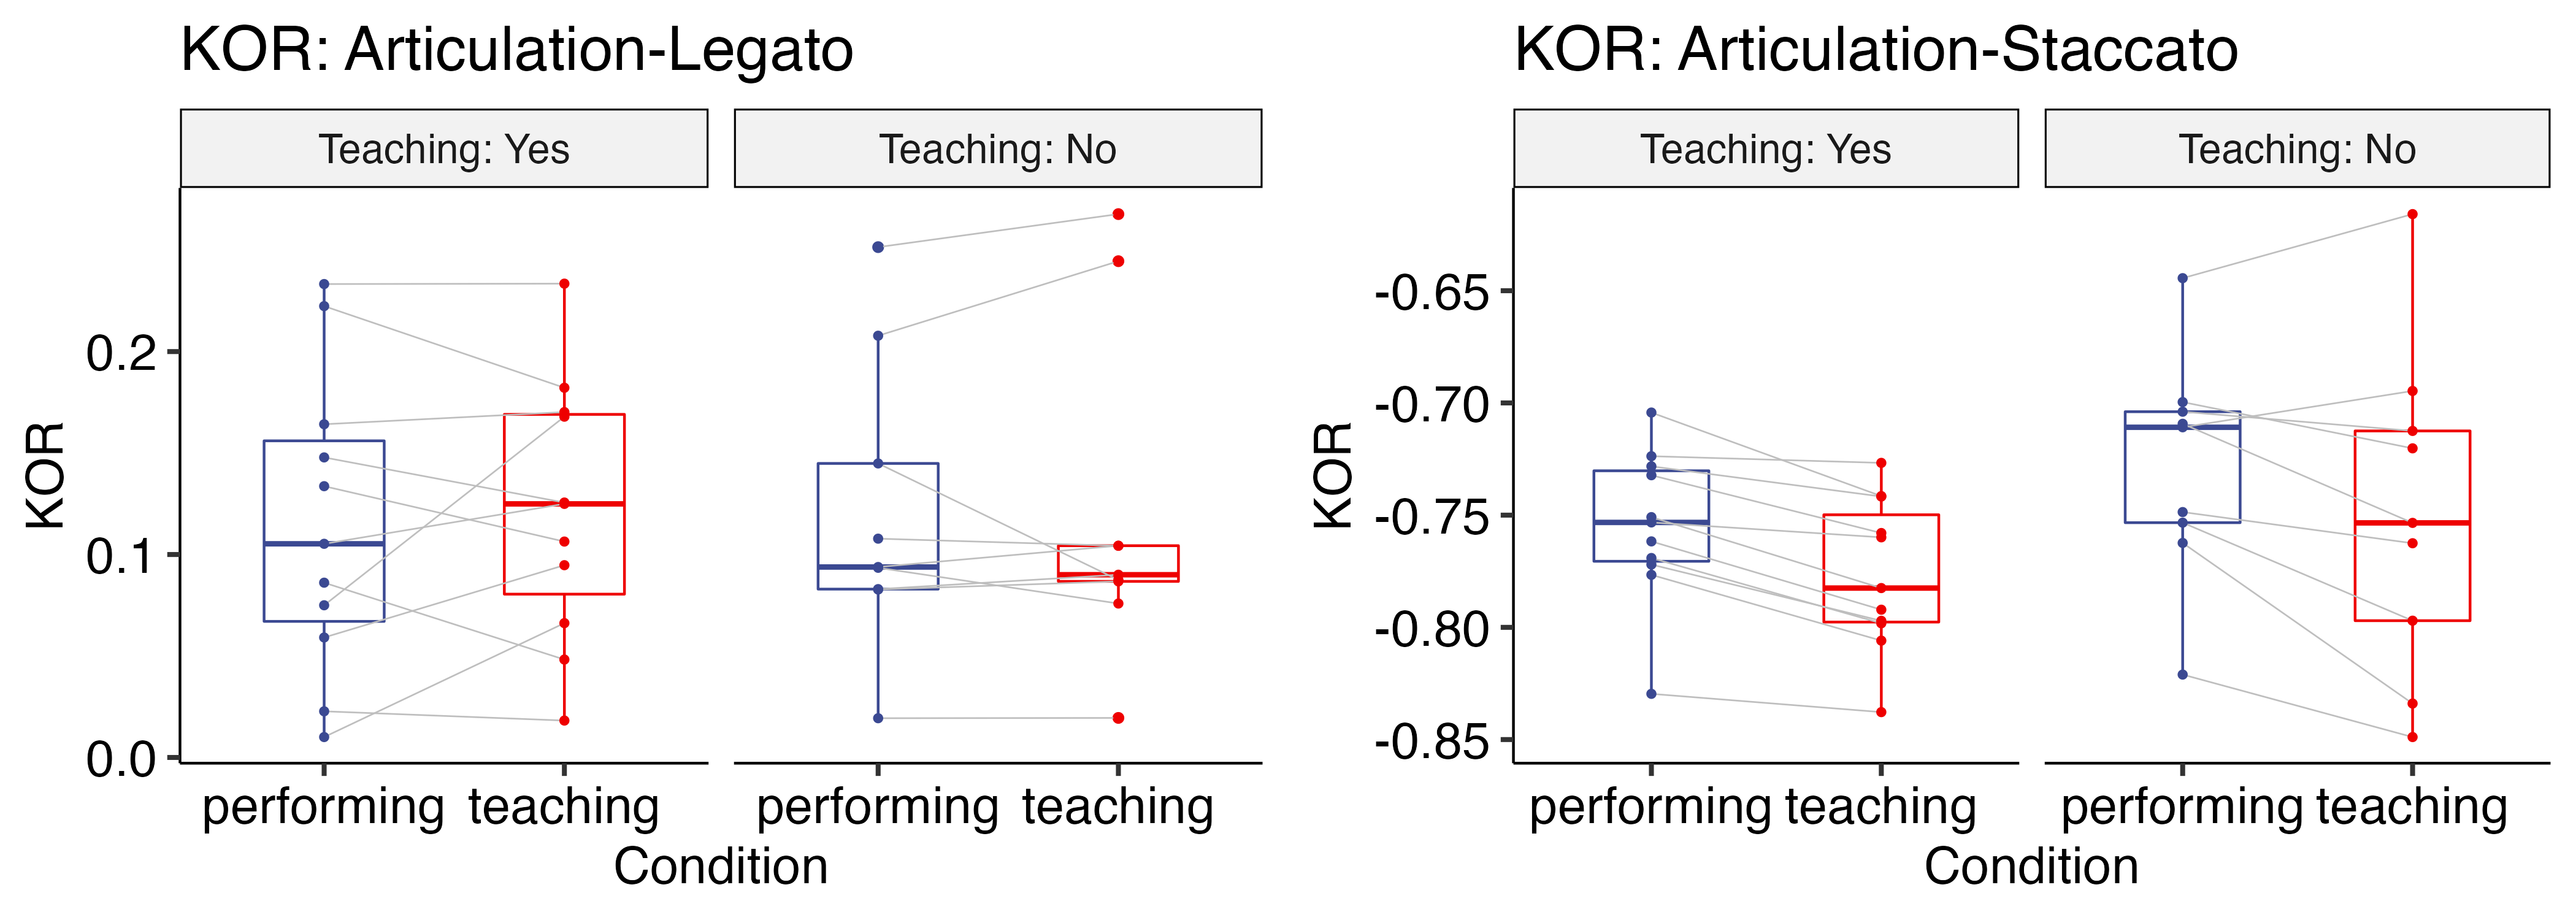 KOR: Articulation-Legato
Teaching: Yes
Teaching: No
KOR
0.2
0.1
0.0
performing
teaching
performing
teaching
Condition
KOR: Articulation-Staccato
Teaching: Yes
Teaching: No
KOR
-0.65
-0.70
-0.75
-0.80
-0.85
performing
teaching
performing
teaching
Condition